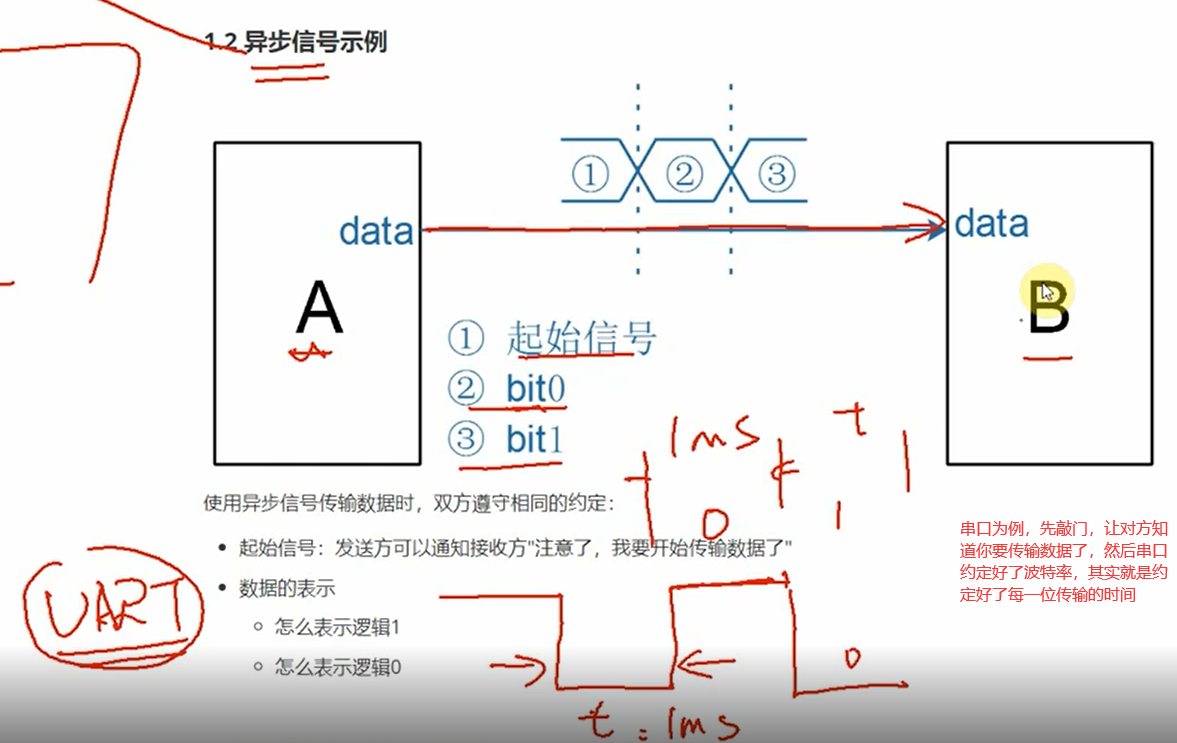 1.2 异步信号示例
① ② ③
data
data
A
B
① 起始信号
② bit0
③ bit1
1ms
t
0
1
使用异步信号传输数据时，双方遵守相同的约定：
起始信号：发送方可以通知接收方"注意了，我要开始传输数据了"
数据的表示
怎么表示逻辑1
怎么表示逻辑0
UART
串口为例，先敲门，让对方知
道你要传输数据了，然后串口
约定好了波特率，其实就是约
定好了每一位传输的时间
0
t : 1ms